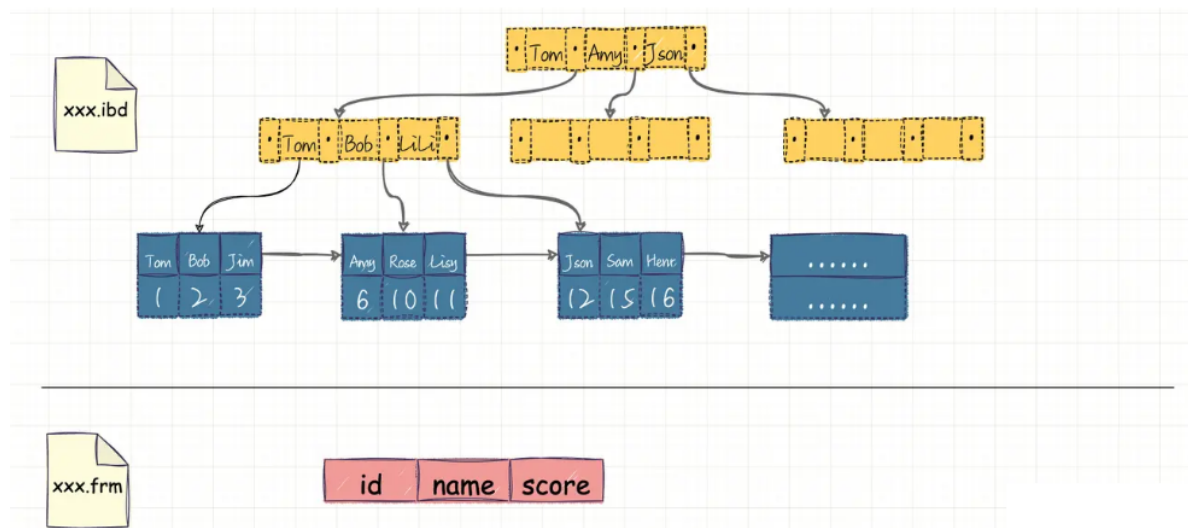 Tom Amy Json
xxx.ibd
Tom Bob LiLi
Tom Bob Jim
1 2 3
Amy Rose Lisy
6 10 11
Json Sam Henr
12 15 16
......
......
xxx.frm
id name score